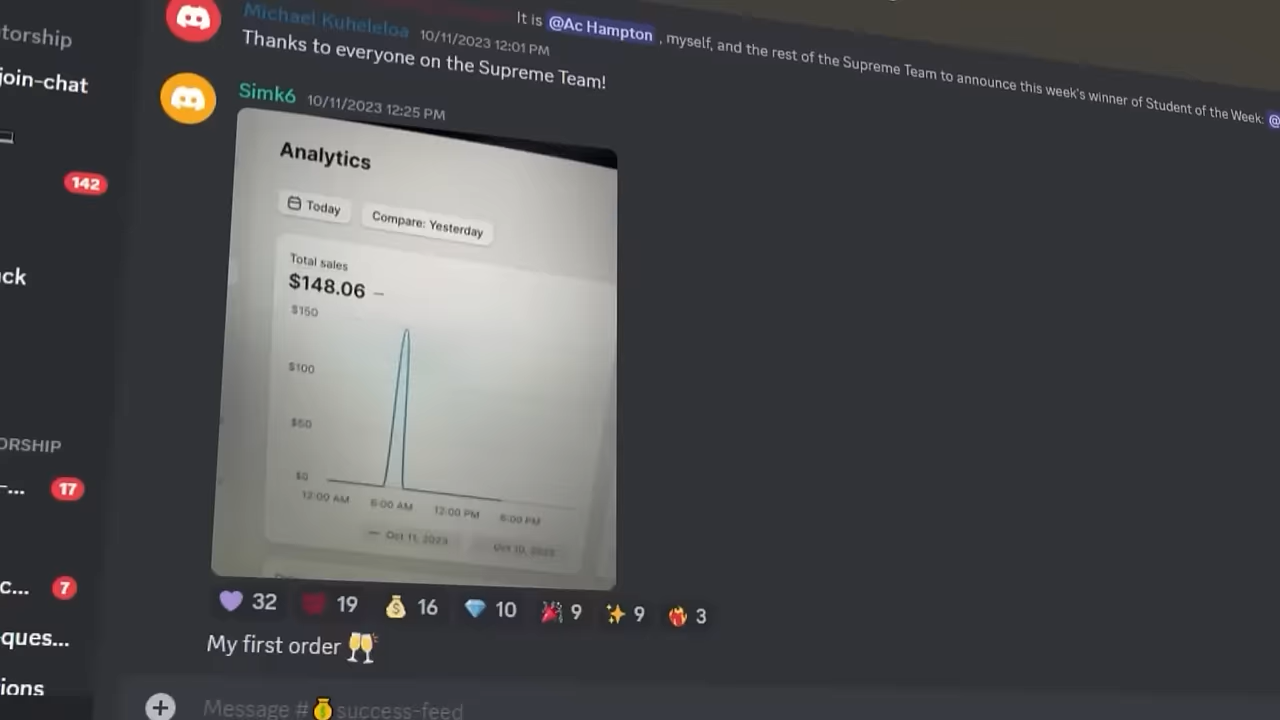 torship
join-chat
142
ck
ORSHIP
-...
17
c...
7
ques...
ions
It is @Ac Hampton , myself, and the rest of the Supreme Team to announce this week's winner of Student of the Week: @
Michael Kuheleloa 10/11/2023 12:01 PM
Thanks to everyone on the Supreme Team!
Simk6 10/11/2023 12:25 PM
Analytics
Today
Compare: Yesterday
Total sales
$148.06 –
$150
$100
$50
$0
12:00 AM 6:00 AM 12:00 PM 6:00 PM
Oct 11, 2023 Oct 10, 2023
32 19 16 10 9 9 3
My first order
Message # success-feed